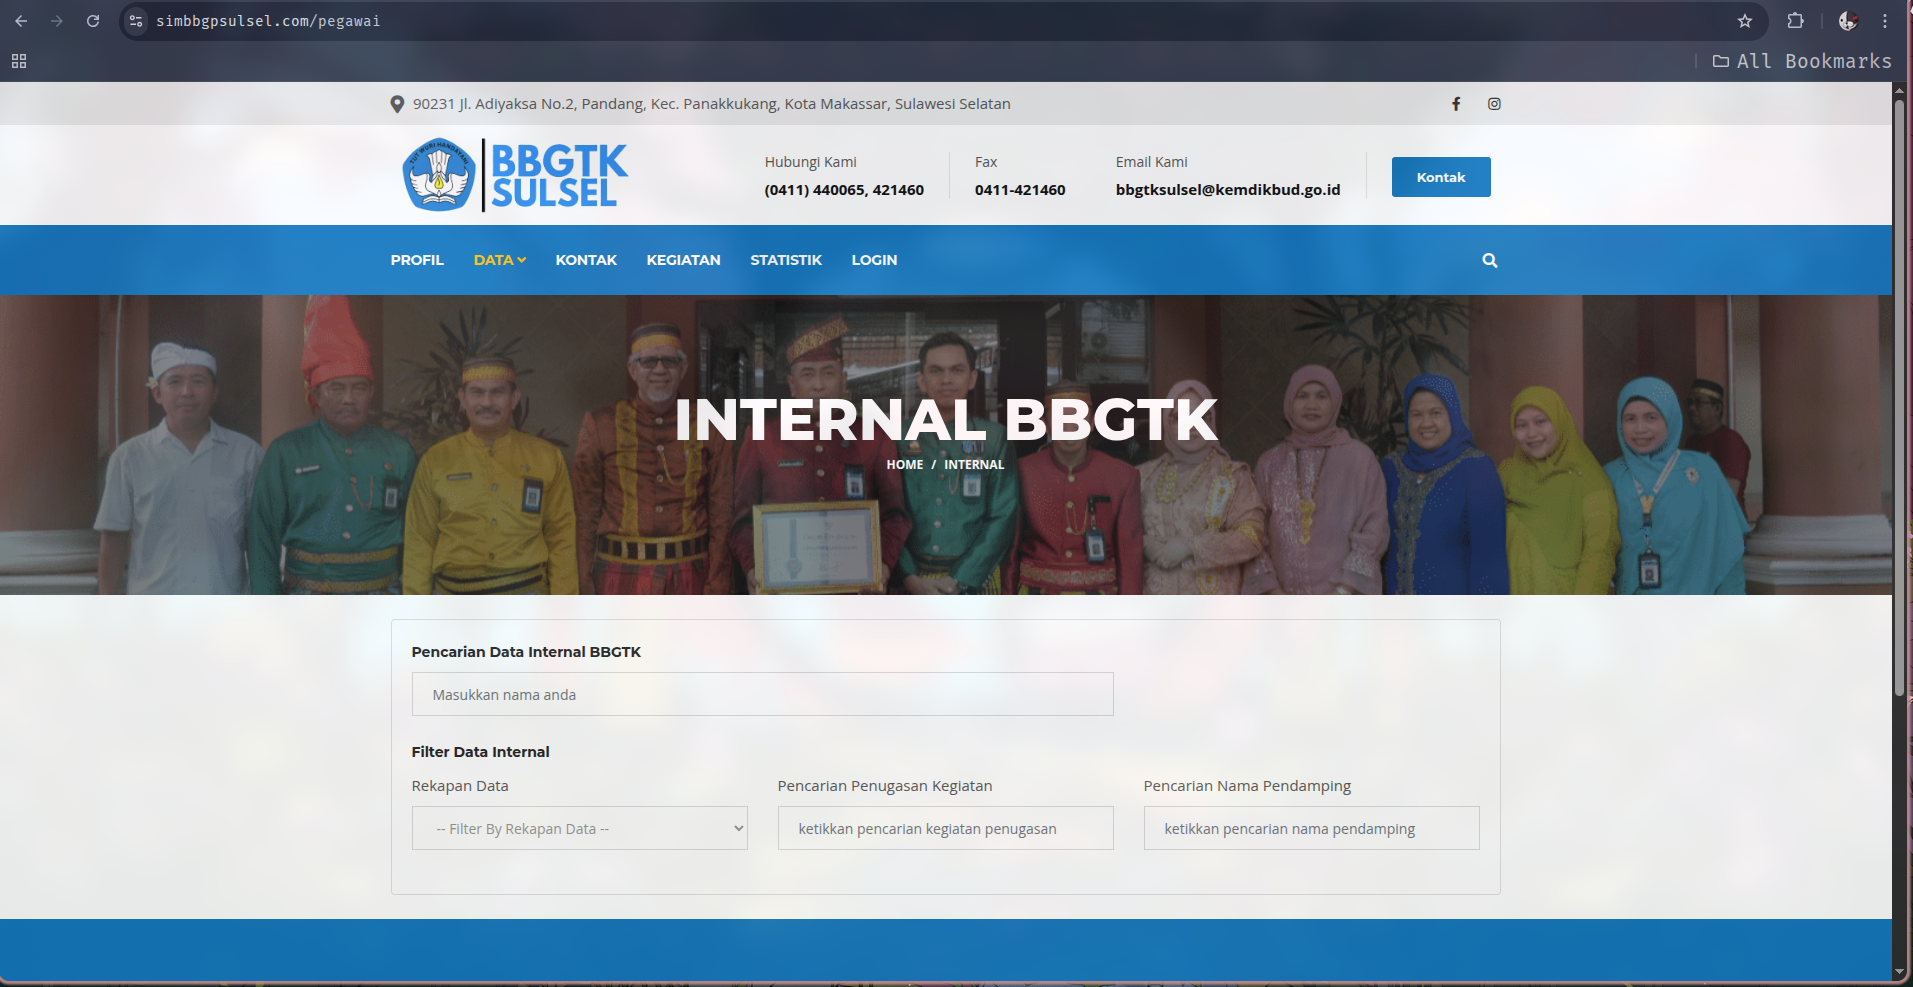 simbbgpsulsel.com/pegawai
All Bookmarks
90231 Jl. Adiyaksa No.2, Pandang, Kec. Panakkukang, Kota Makassar, Sulawesi Selatan
TUT WURI HANDAYANI
BBGTK
SULSEL
Hubungi Kami
(0411) 440065, 421460
Fax
0411-421460
Email Kami
bbgtksulsel@kemdikbud.go.id
Kontak
PROFIL DATA KONTAK KEGIATAN STATISTIK LOGIN
INTERNAL BBGTK
HOME / INTERNAL
Pencarian Data Internal BBGTK
Masukkan nama anda
Filter Data Internal
Rekapan Data
-- Filter By Rekapan Data --
Pencarian Penugasan Kegiatan
ketikkan pencarian kegiatan penugasan
Pencarian Nama Pendamping
ketikkan pencarian nama pendamping